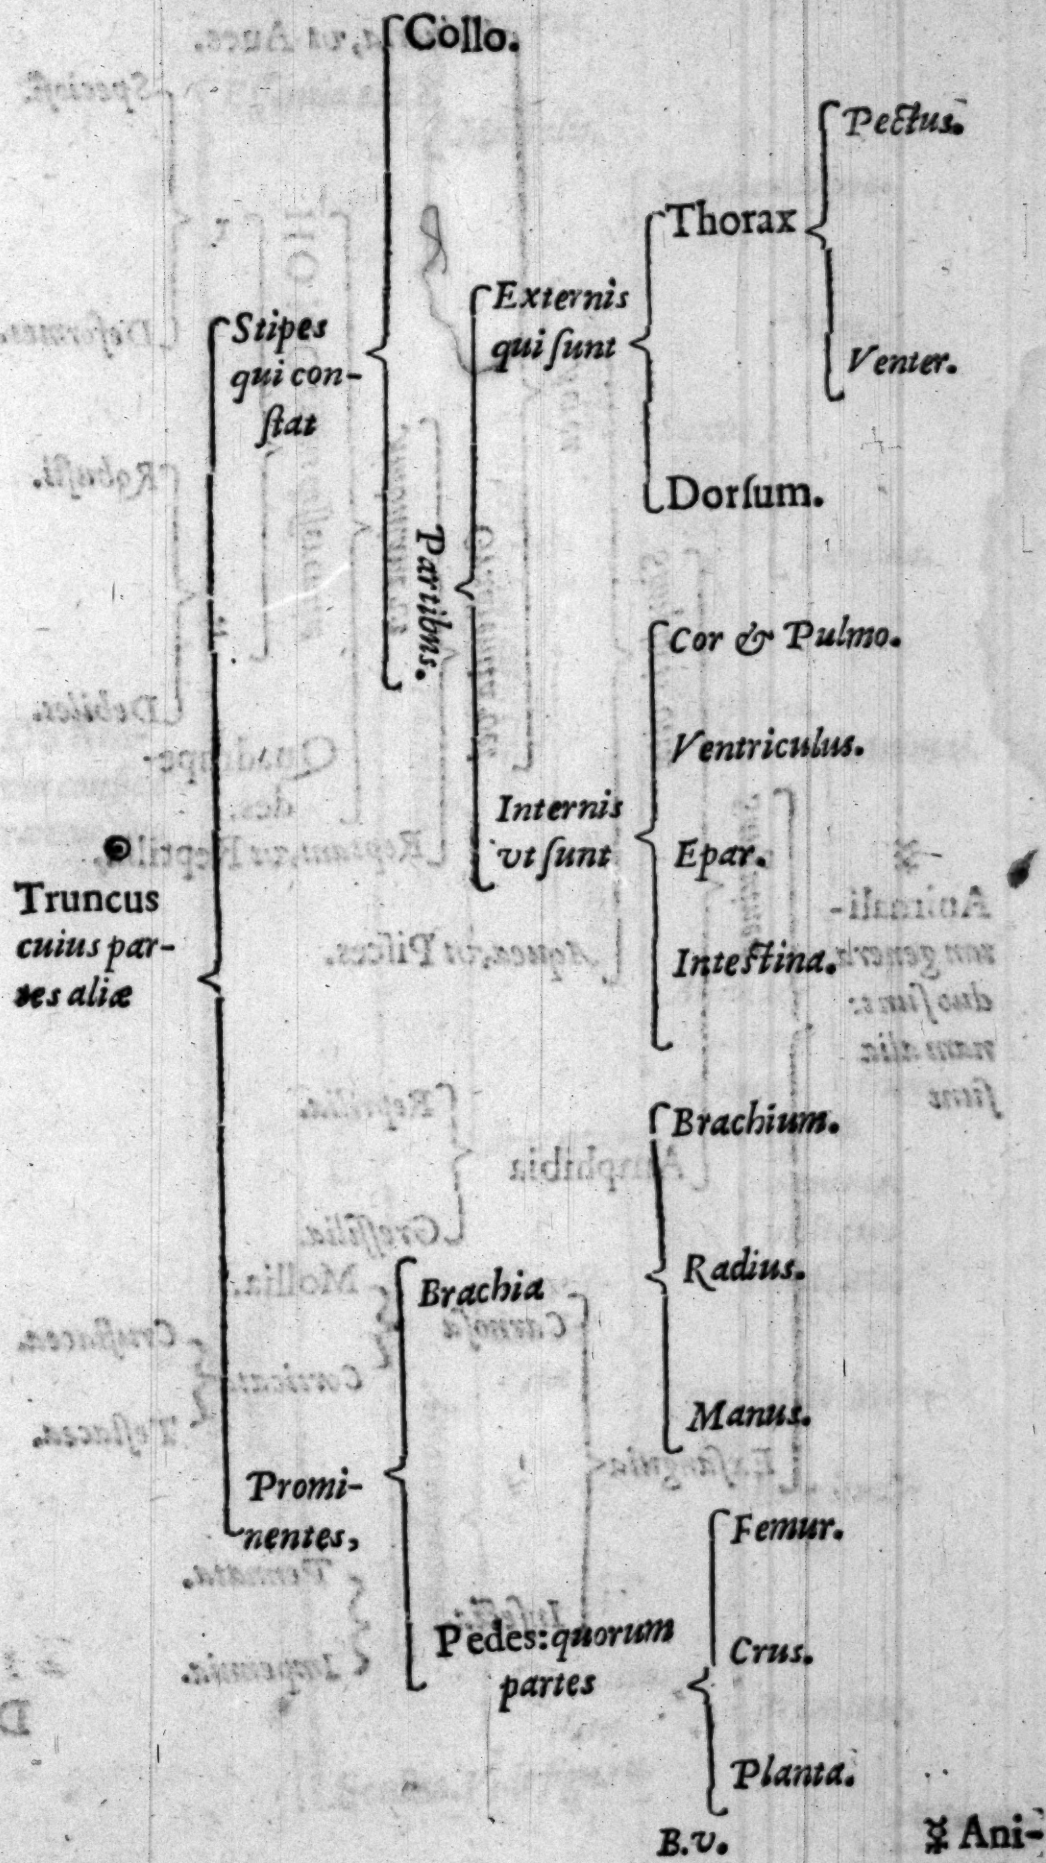 Collo.
Pectus.
Thorax
Externis
qui ſunt
Stipes
qui con-
ſtat
Venter.
Dorſum.
Partibus.
Cor & Pulmo.
Ventriculus.
Internis
vt ſunt
Epar.
Truncus
cuius par-
tes aliæ
Inteſtina.
Brachium.
Radius.
Brachia
Manus.
Promi-
nentes,
Femur.
Pedes: quorum
partes
Crus.
Planta.
B.v.
☿ Ani-